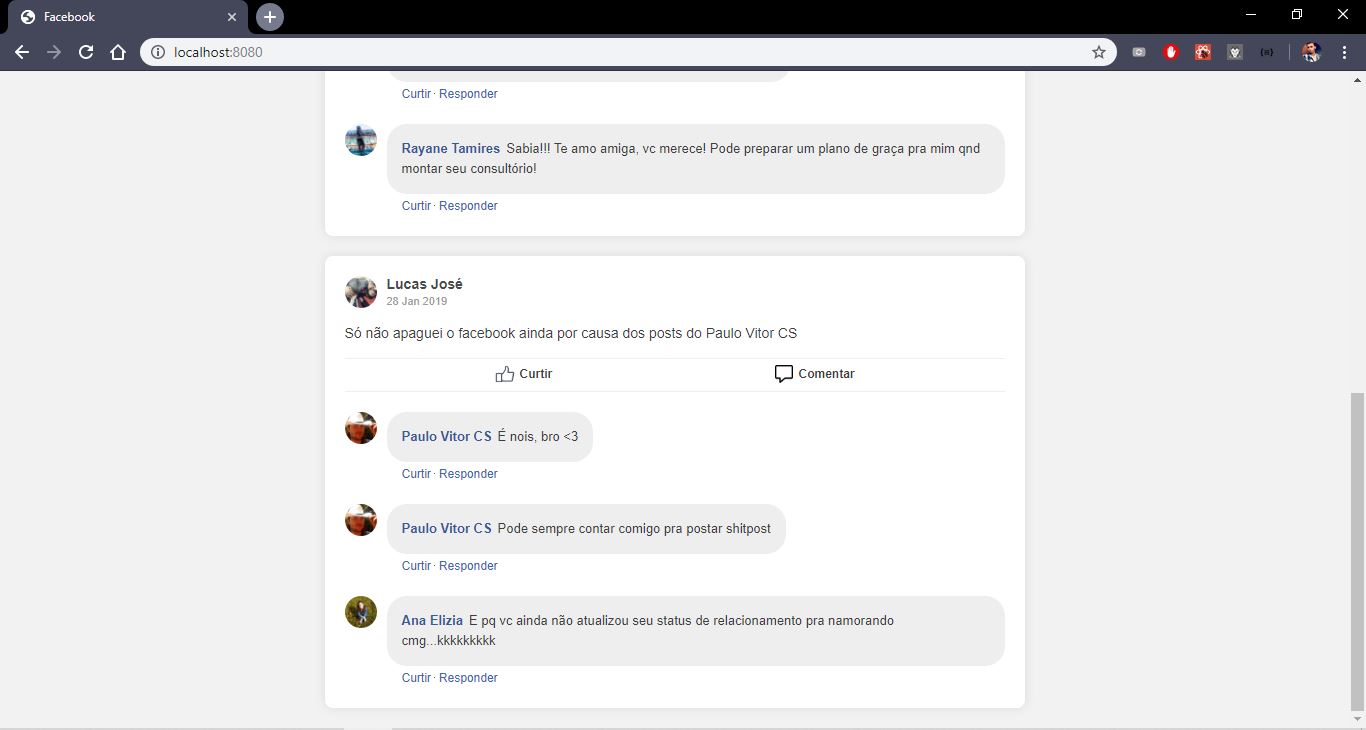 Facebook
localhost:8080
Curtir · Responder
Rayane Tamires Sabia!!! Te amo amiga, vc merece! Pode preparar um plano de graça pra mim qnd
montar seu consultório!
Curtir · Responder
Lucas José
28 Jan 2019
Só não apaguei o facebook ainda por causa dos posts do Paulo Vitor CS
Curtir
Comentar
Paulo Vitor CS É nois, bro <3
Curtir · Responder
Paulo Vitor CS Pode sempre contar comigo pra postar shitpost
Curtir · Responder
Ana Elizia E pq vc ainda não atualizou seu status de relacionamento pra namorando
cmg...kkkkkkkkk
Curtir · Responder